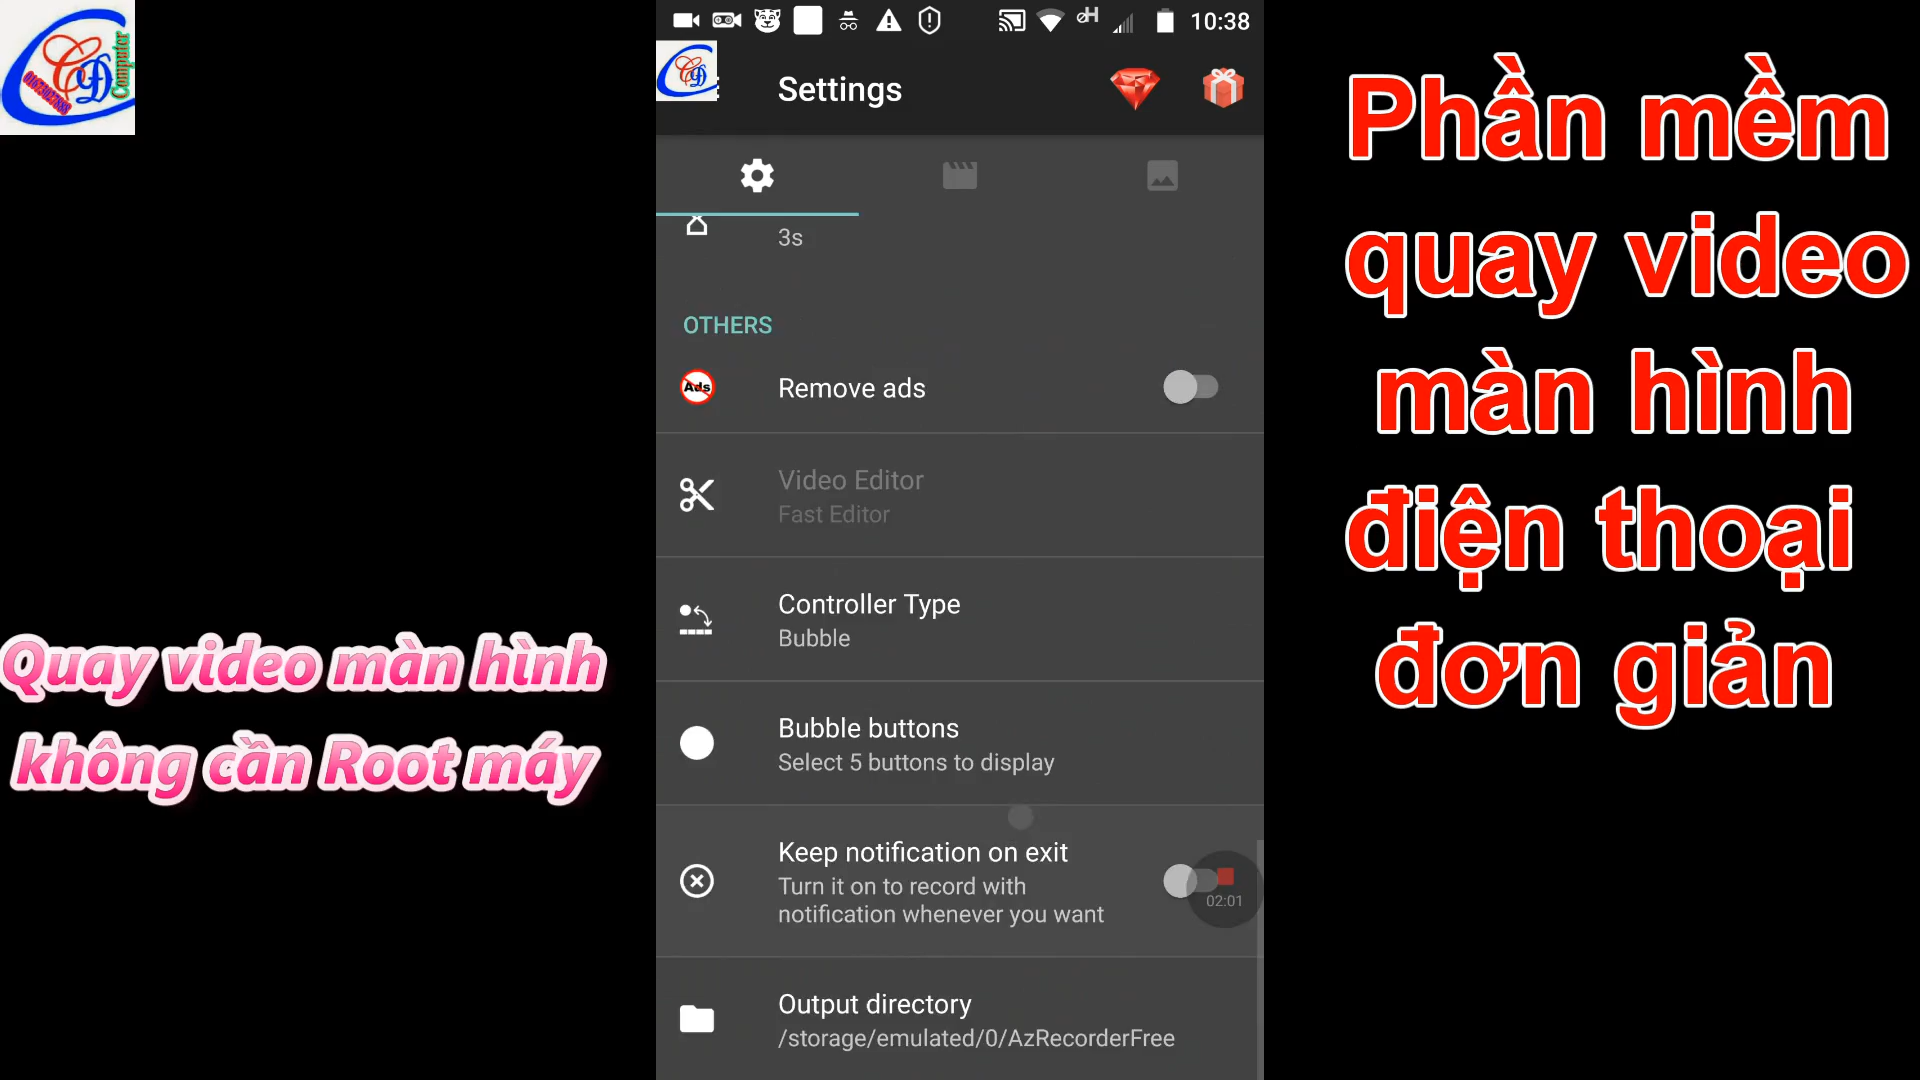 Computer
10:38
Settings
3s
OTHERS
Ads
Remove ads
Video Editor
Fast Editor
Controller Type
Bubble
Bubble buttons
Select 5 buttons to display
Keep notification on exit
Turn it on to record with
notification whenever you want
02:01
Output directory
/storage/emulated/0/AzRecorderFree
Quay video màn hình
không cần Root máy
Phần mềm
quay video
màn hình
điện thoại
đơn giản